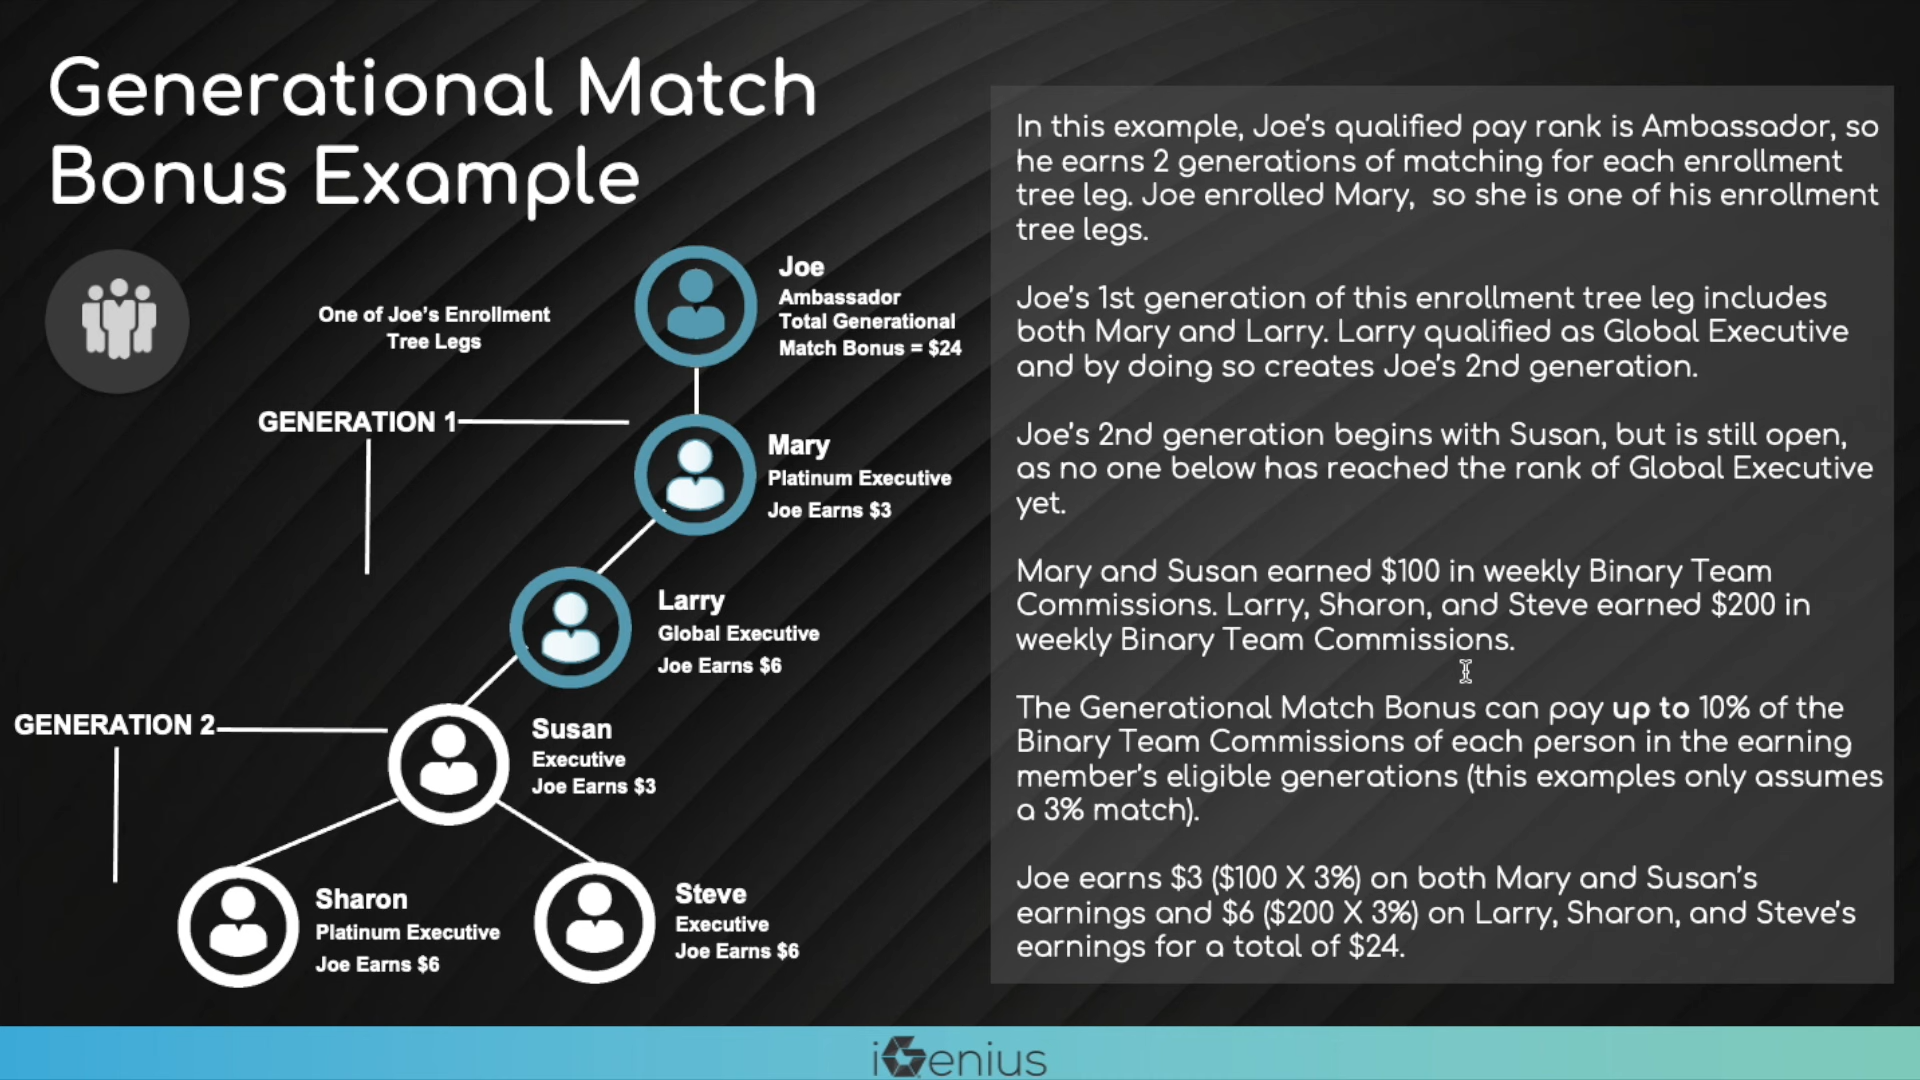 Generational Match
Bonus Example
One of Joe's Enrollment
Tree Legs
Joe
Ambassador
Total Generational
Match Bonus = $24
GENERATION 1
Mary
Platinum Executive
Joe Earns $3
Larry
Global Executive
Joe Earns $6
GENERATION 2
Susan
Executive
Joe Earns $3
Sharon
Platinum Executive
Joe Earns $6
Steve
Executive
Joe Earns $6
In this example, Joe's qualified pay rank is Ambassador, so
he earns 2 generations of matching for each enrollment
tree leg. Joe enrolled Mary,  so she is one of his enrollment
tree legs.
Joe's 1st generation of this enrollment tree leg includes
both Mary and Larry. Larry qualified as Global Executive
and by doing so creates Joe's 2nd generation.
Joe's 2nd generation begins with Susan, but is still open,
as no one below has reached the rank of Global Executive
yet.
Mary and Susan earned $100 in weekly Binary Team
Commissions. Larry, Sharon, and Steve earned $200 in
weekly Binary Team Commissions.
The Generational Match Bonus can pay up to 10% of the
Binary Team Commissions of each person in the earning
member's eligible generations (this examples only assumes
a 3% match).
Joe earns $3 ($100 X 3%) on both Mary and Susan's
earnings and $6 ($200 X 3%) on Larry, Sharon, and Steve's
earnings for a total of $24.
iGenius